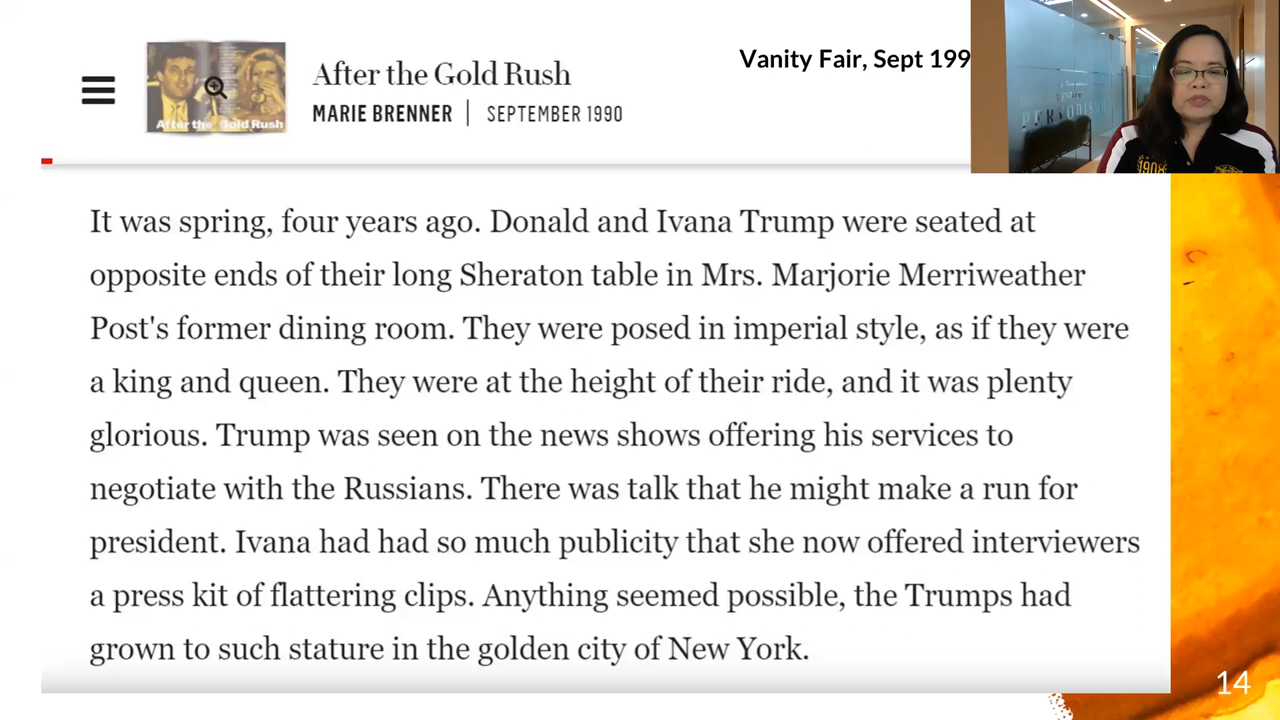 After the Gold Rush
MARIE BRENNER | SEPTEMBER 1990
Vanity Fair, Sept 199
After the Gold Rush
PERIODISMO
1908
It was spring, four years ago. Donald and Ivana Trump were seated at
opposite ends of their long Sheraton table in Mrs. Marjorie Merriweather
Post's former dining room. They were posed in imperial style, as if they were
a king and queen. They were at the height of their ride, and it was plenty
glorious. Trump was seen on the news shows offering his services to
negotiate with the Russians. There was talk that he might make a run for
president. Ivana had had so much publicity that she now offered interviewers
a press kit of flattering clips. Anything seemed possible, the Trumps had
grown to such stature in the golden city of New York.
14